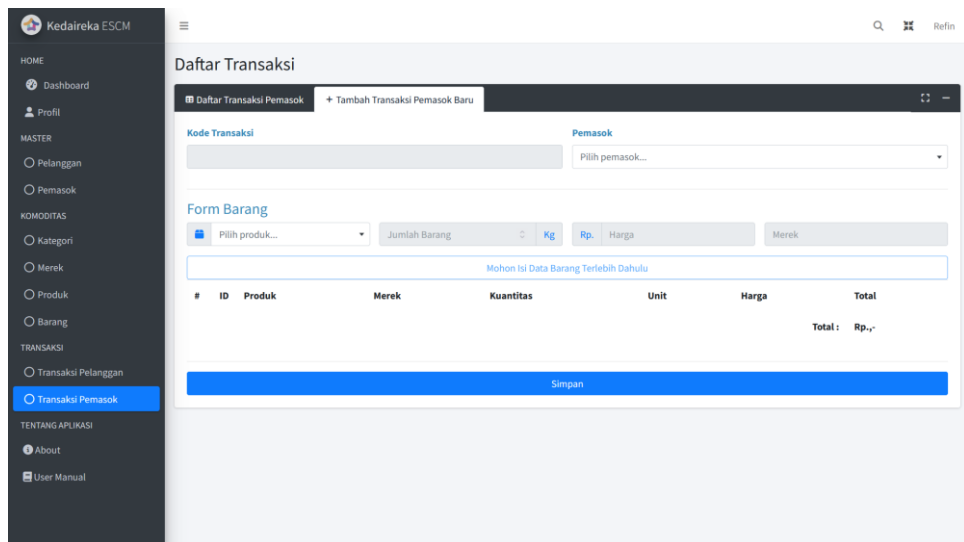 Kedaireka ESCM
Refin
HOME
Dashboard
Profil
MASTER
Pelanggan
Pemasok
KOMODITAS
Kategori
Merek
Produk
Barang
TRANSAKSI
Transaksi Pelanggan
Transaksi Pemasok
TENTANG APLIKASI
About
User Manual
Daftar Transaksi
Daftar Transaksi Pemasok + Tambah Transaksi Pemasok Baru
Kode Transaksi Pemasok
Pilih pemasok...
Form Barang
Pilih produk... Jumlah Barang Kg Rp. Harga Merek
Mohon Isi Data Barang Terlebih Dahulu
# ID Produk Merek Kuantitas Unit Harga Total
Total : Rp.,-
Simpan